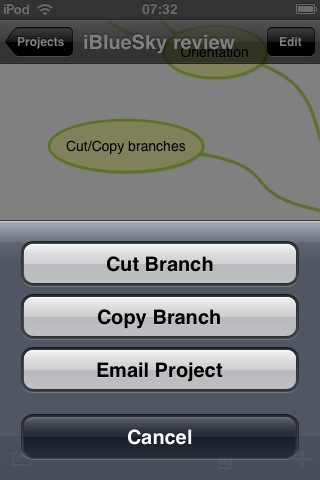 iPod 07:32
Projects iBlueSky review Edit
Orientation
Cut/Copy branches
Cut Branch
Copy Branch
Email Project
Cancel